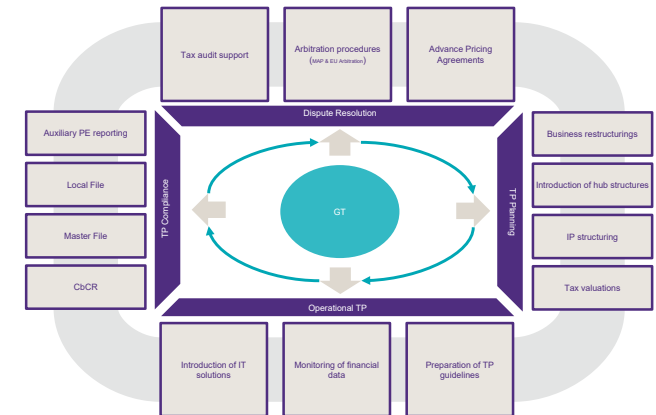 Tax audit support
Arbitration procedures
(MAP & EU Arbitration)
Advance Pricing
Agreements
Dispute Resolution
Auxiliary PE reporting
Local File
Master File
CbCR
TP Compliance
GT
TP Planning
Business restructurings
Introduction of hub structures
IP structuring
Tax valuations
Operational TP
Introduction of IT
solutions
Monitoring of financial
data
Preparation of TP
guidelines